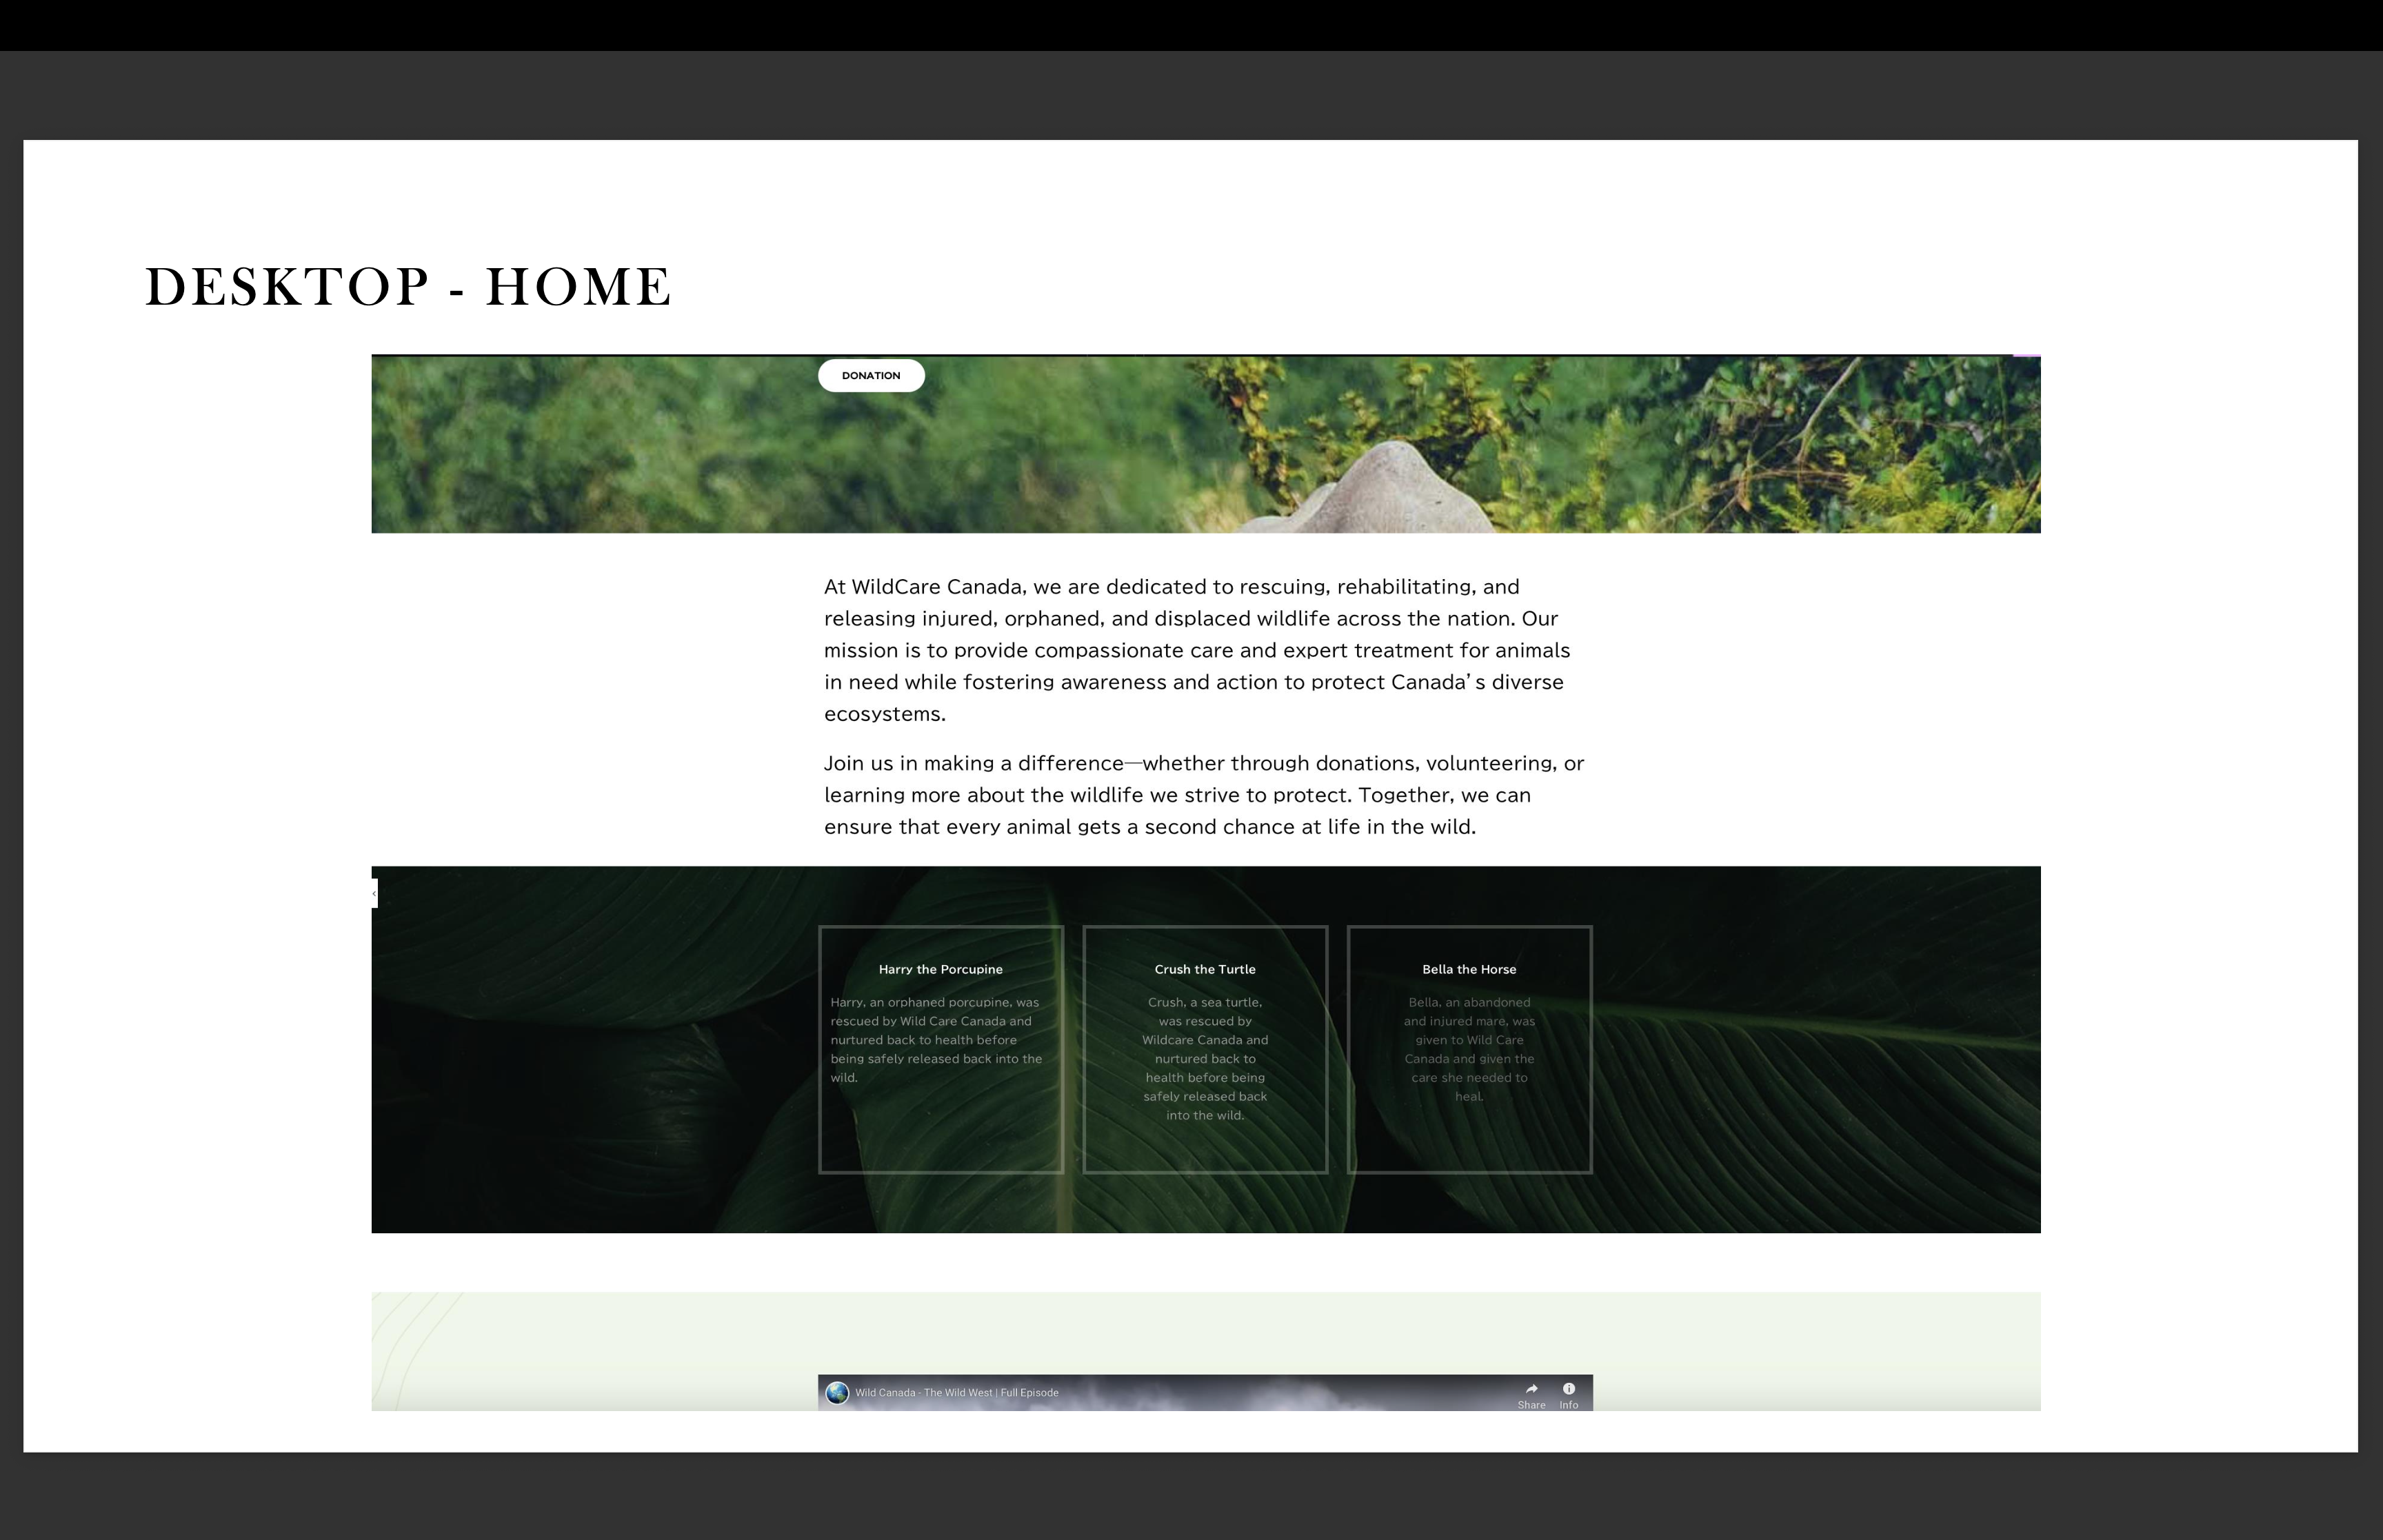 DESKTOP - HOME
DONATION
At WildCare Canada, we are dedicated to rescuing, rehabilitating, and
releasing injured, orphaned, and displaced wildlife across the nation. Our
mission is to provide compassionate care and expert treatment for animals
in need while fostering awareness and action to protect Canada’s diverse
ecosystems.
Join us in making a difference—whether through donations, volunteering, or
learning more about the wildlife we strive to protect. Together, we can
ensure that every animal gets a second chance at life in the wild.
Harry the Porcupine
Harry, an orphaned porcupine, was
rescued by Wild Care Canada and
nurtured back to health before
being safely released back into the
wild.
Crush the Turtle
Crush, a sea turtle,
was rescued by
Wildcare Canada and
nurtured back to
health before being
safely released back
into the wild.
Bella the Horse
Bella, an abandoned
and injured mare, was
given to Wild Care
Canada and given the
care she needed to
heal.
Wild Canada - The Wild West | Full Episode
Share
Info